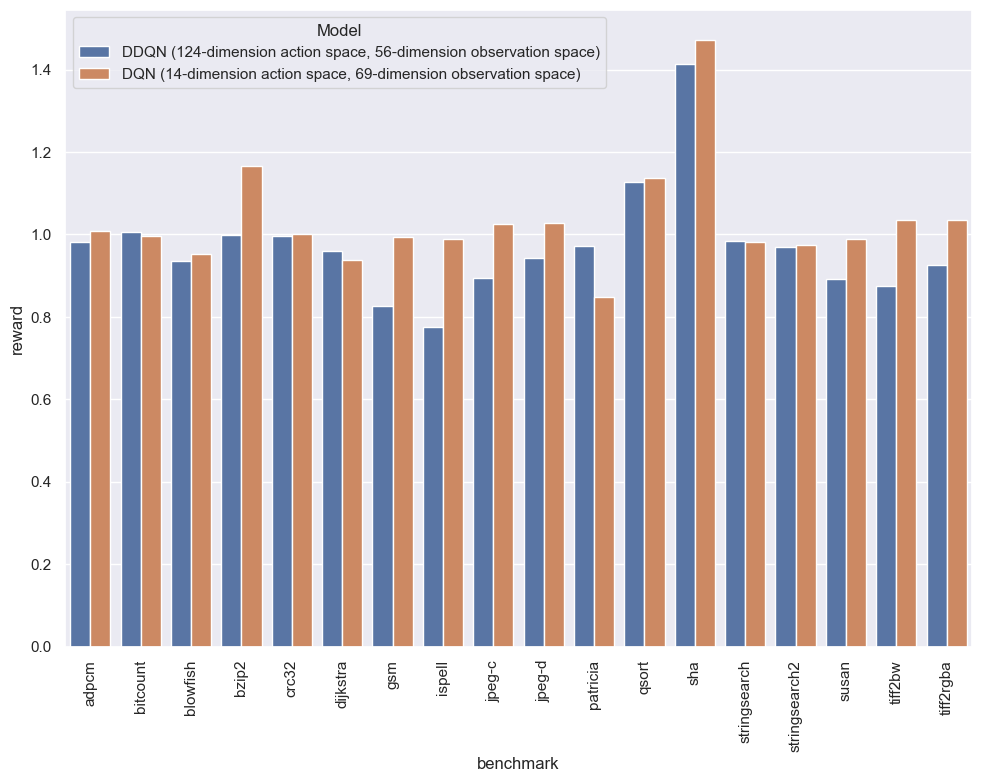 Model
DDQN (124-dimension action space, 56-dimension observation space)
DQN (14-dimension action space, 69-dimension observation space)
1.4
1.2
1.0
0.8
0.6
0.4
0.2
0.0
reward
adpcm
bitcount
blowfish
bzip2
crc32
dijkstra
gsm
ispell
jpeg-c
jpeg-d
patricia
qsort
sha
stringsearch
stringsearch2
susan
tiff2bw
tiff2rgba
benchmark